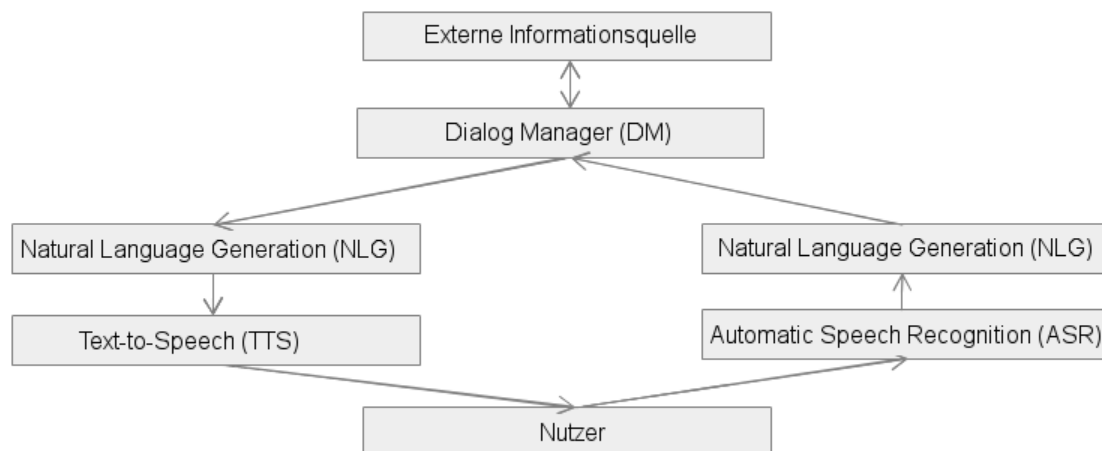 Externe Informationsquelle
Dialog Manager (DM)
Natural Language Generation (NLG)
Natural Language Generation (NLG)
Text-to-Speech (TTS)
Automatic Speech Recognition (ASR)
Nutzer